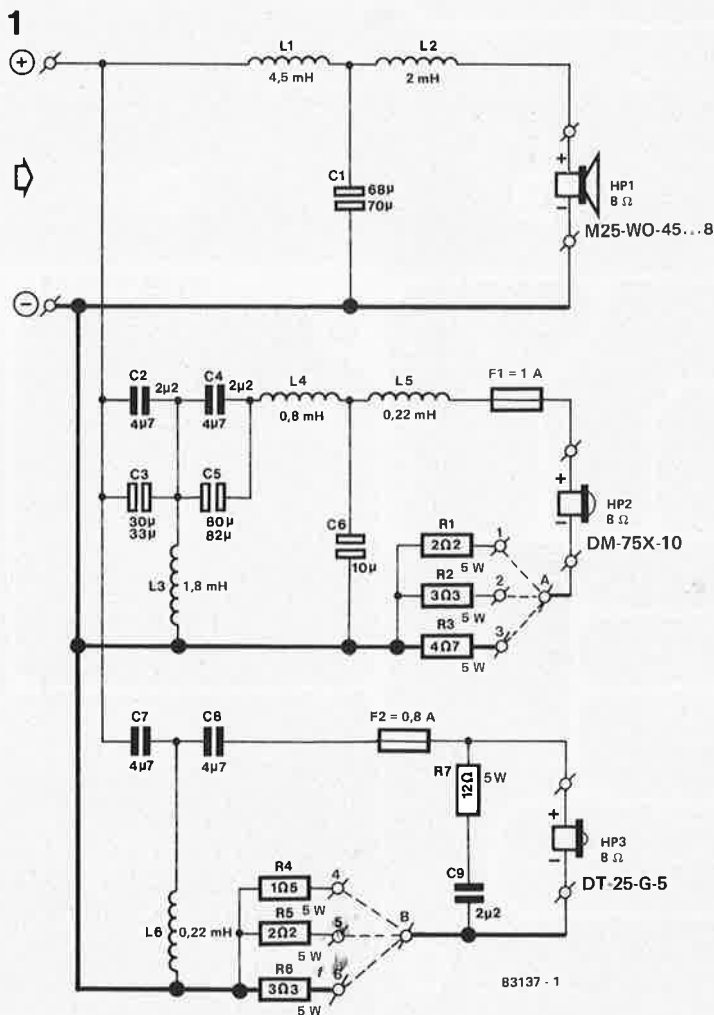 1
+
L1
L2
4,5 mH
2 mH
C1
68µ
70µ
+
HP1
8 Ω
−
M25-WO-45...8
−
C2
2µ2
4µ7
C4
2µ2
4µ7
L4
0,8 mH
L5
0,22 mH
F1 = 1 A
C3
30µ
33µ
C5
80µ
82µ
L3
1,8 mH
C6
10µ
+
HP2
8 Ω
−
DM-75X-10
R1
2Ω2
5 W
1
R2
3Ω3
5 W
2
A
R3
4Ω7
5 W
3
C7
4µ7
C8
4µ7
F2 = 0,8 A
R7
12Ω
5 W
+
HP3
8 Ω
−
DT-25-G-5
C9
2µ2
L6
0,22 mH
R4
1Ω5
5 W
4
R5
2Ω2
5 W
5
B
R6
3Ω3
5 W
6
83137 - 1